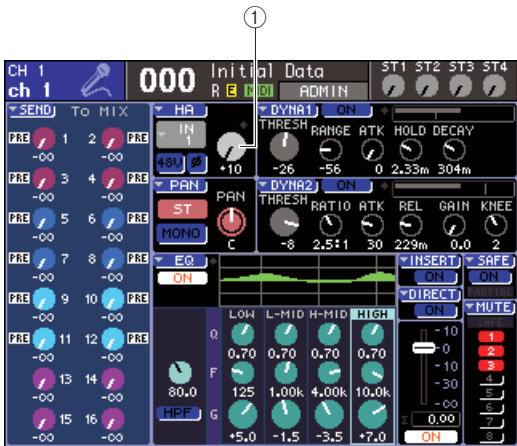 1
CH 1
ch 1
000
Initial Data
R E MIDI ADMIN
ST1 ST2 ST3 ST4
SEND To MIX
PRE 1 2 PRE
-∞ -∞
PRE 3 4 PRE
-∞ -∞
PRE 5 6 PRE
-∞ -∞
PRE 7 8 PRE
-∞ -∞
PRE 9 10 PRE
-∞ -∞
PRE 11 12 PRE
-∞ -∞
13 14
-∞ -∞
15 16
-∞ -∞
HA
IN
1
48V Ø
+10
PAN
ST
MONO
PAN
C
DYNA1 ON
THRESH RANGE ATK HOLD DECAY
-26 -56 0 2.33m 304m
DYNA2 ON
THRESH RATIO ATK REL GAIN KNEE
-8 2.5:1 30 229m 0.0 2
EQ
ON
LOW L-MID H-MID HIGH
Q
0.70 0.70 0.70 0.70
F
80.0 125 1.00k 4.00k 10.0k
HPF G
+5.0 -1.5 -3.5 +7.0
INSERT
ON
DIRECT
ON
10
0
-10
-30
-∞
0.00
ON
SAFE
ON
PARTIAL
MUTE
SAFE
1
2
3
4
5
6
7
8